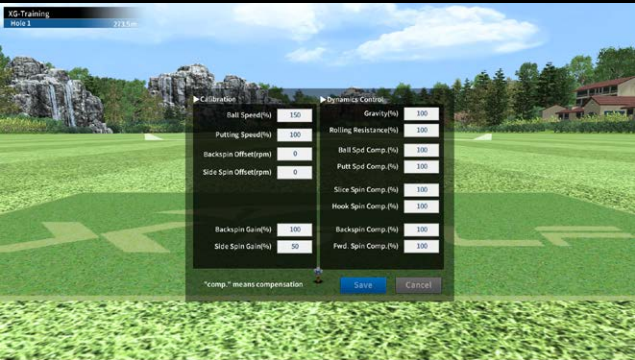 XG-Training
Hole 1
▶Calibration
Ball Speed(%) 150
Putting Speed(%) 100
Backspin Offset(rpm) 0
Side Spin Offset(rpm) 0
Backspin Gain(%) 100
Side Spin Gain(%) 50
▶Dynamics Control
Gravity(%) 100
Rolling Resistance(%) 100
Ball Spd Comp.(%) 100
Putt Spd Comp.(%) 100
Slice Spin Comp.(%) 100
Hook Spin Comp.(%) 100
Backspin Comp.(%) 100
Fwd. Spin Comp.(%) 100
"comp." means compensation
Save
Cancel